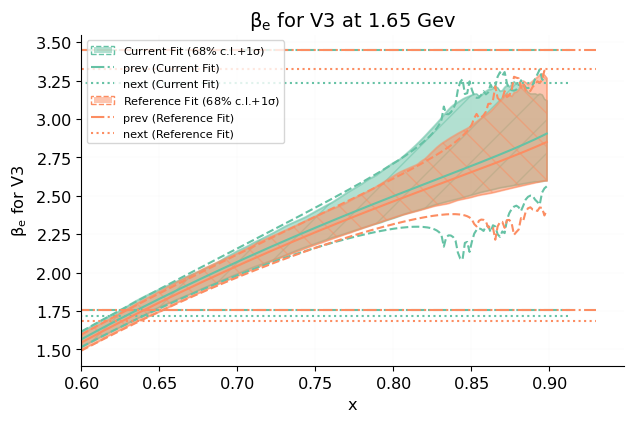 βe for V3 at 1.65 Gev
Current Fit (68% c.l.+1σ)
prev (Current Fit)
next (Current Fit)
Reference Fit (68% c.l.+1σ)
prev (Reference Fit)
next (Reference Fit)
βe for V3
3.50
3.25
3.00
2.75
2.50
2.25
2.00
1.75
1.50
0.60 0.65 0.70 0.75 0.80 0.85 0.90
x